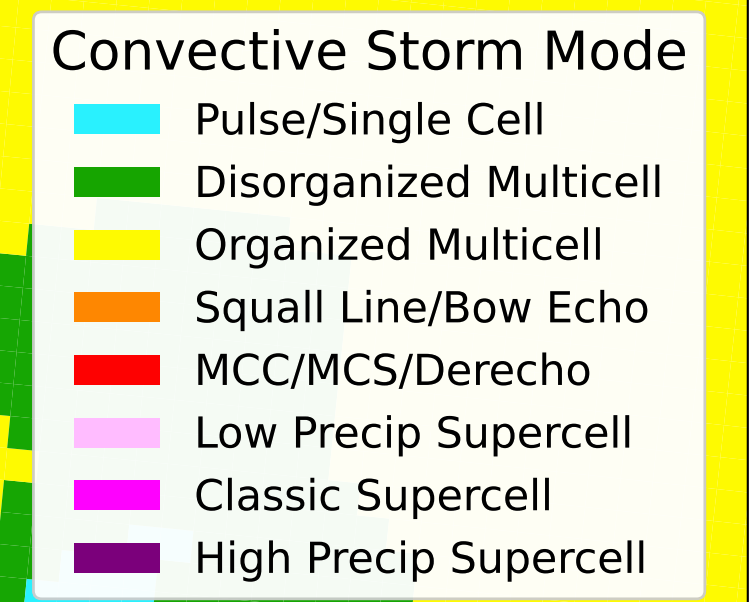 Convective Storm Mode
Pulse/Single Cell
Disorganized Multicell
Organized Multicell
Squall Line/Bow Echo
MCC/MCS/Derecho
Low Precip Supercell
Classic Supercell
High Precip Supercell